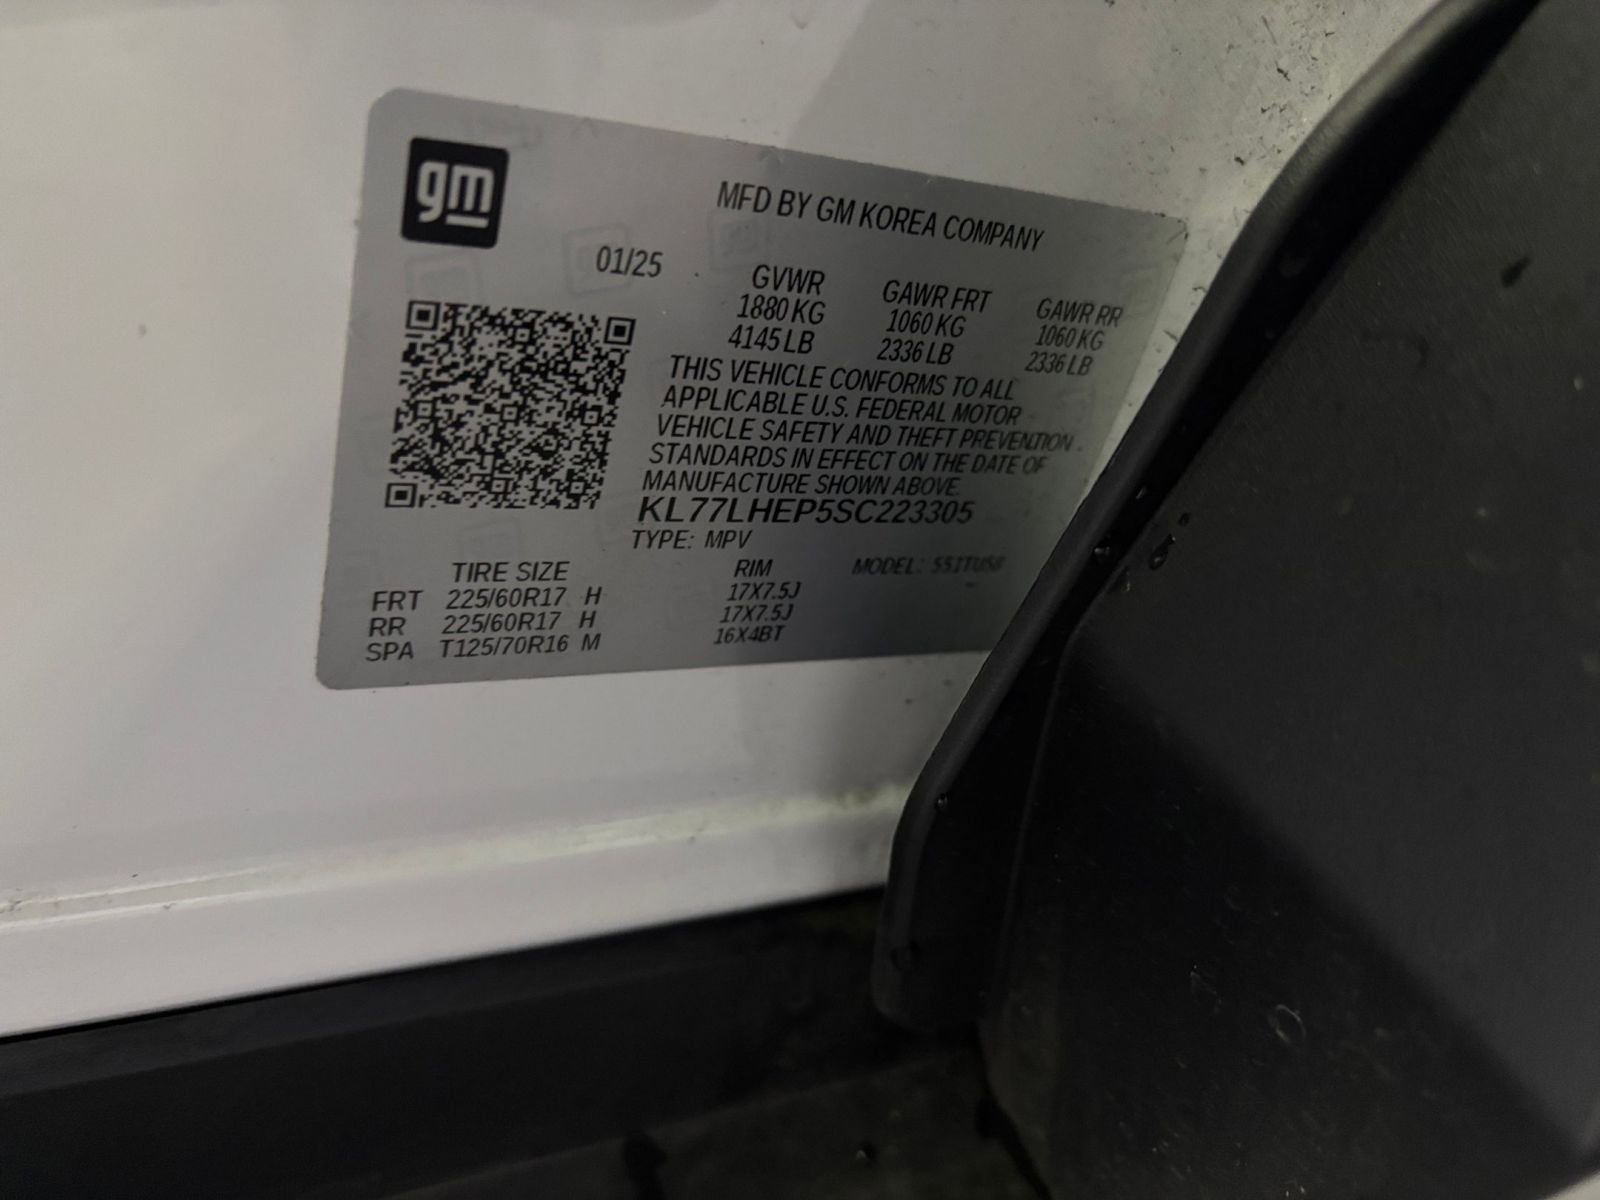 gm
MFD BY GM KOREA COMPANY
01/25
GVWR GAWR FRT GAWR RR
1880 KG 1060 KG 1060 KG
4145 LB 2336 LB 2336 LB
THIS VEHICLE CONFORMS TO ALL
APPLICABLE U.S. FEDERAL MOTOR
VEHICLE SAFETY AND THEFT PREVENTION
STANDARDS IN EFFECT ON THE DATE OF
MANUFACTURE SHOWN ABOVE.
KL77LHEP5SC223305
TYPE: MPV
TIRE SIZE RIM MODEL:
FRT 225/60R17 H 17X7.5J
RR 225/60R17 H 17X7.5J
SPA T125/70R16 M 16X4BT